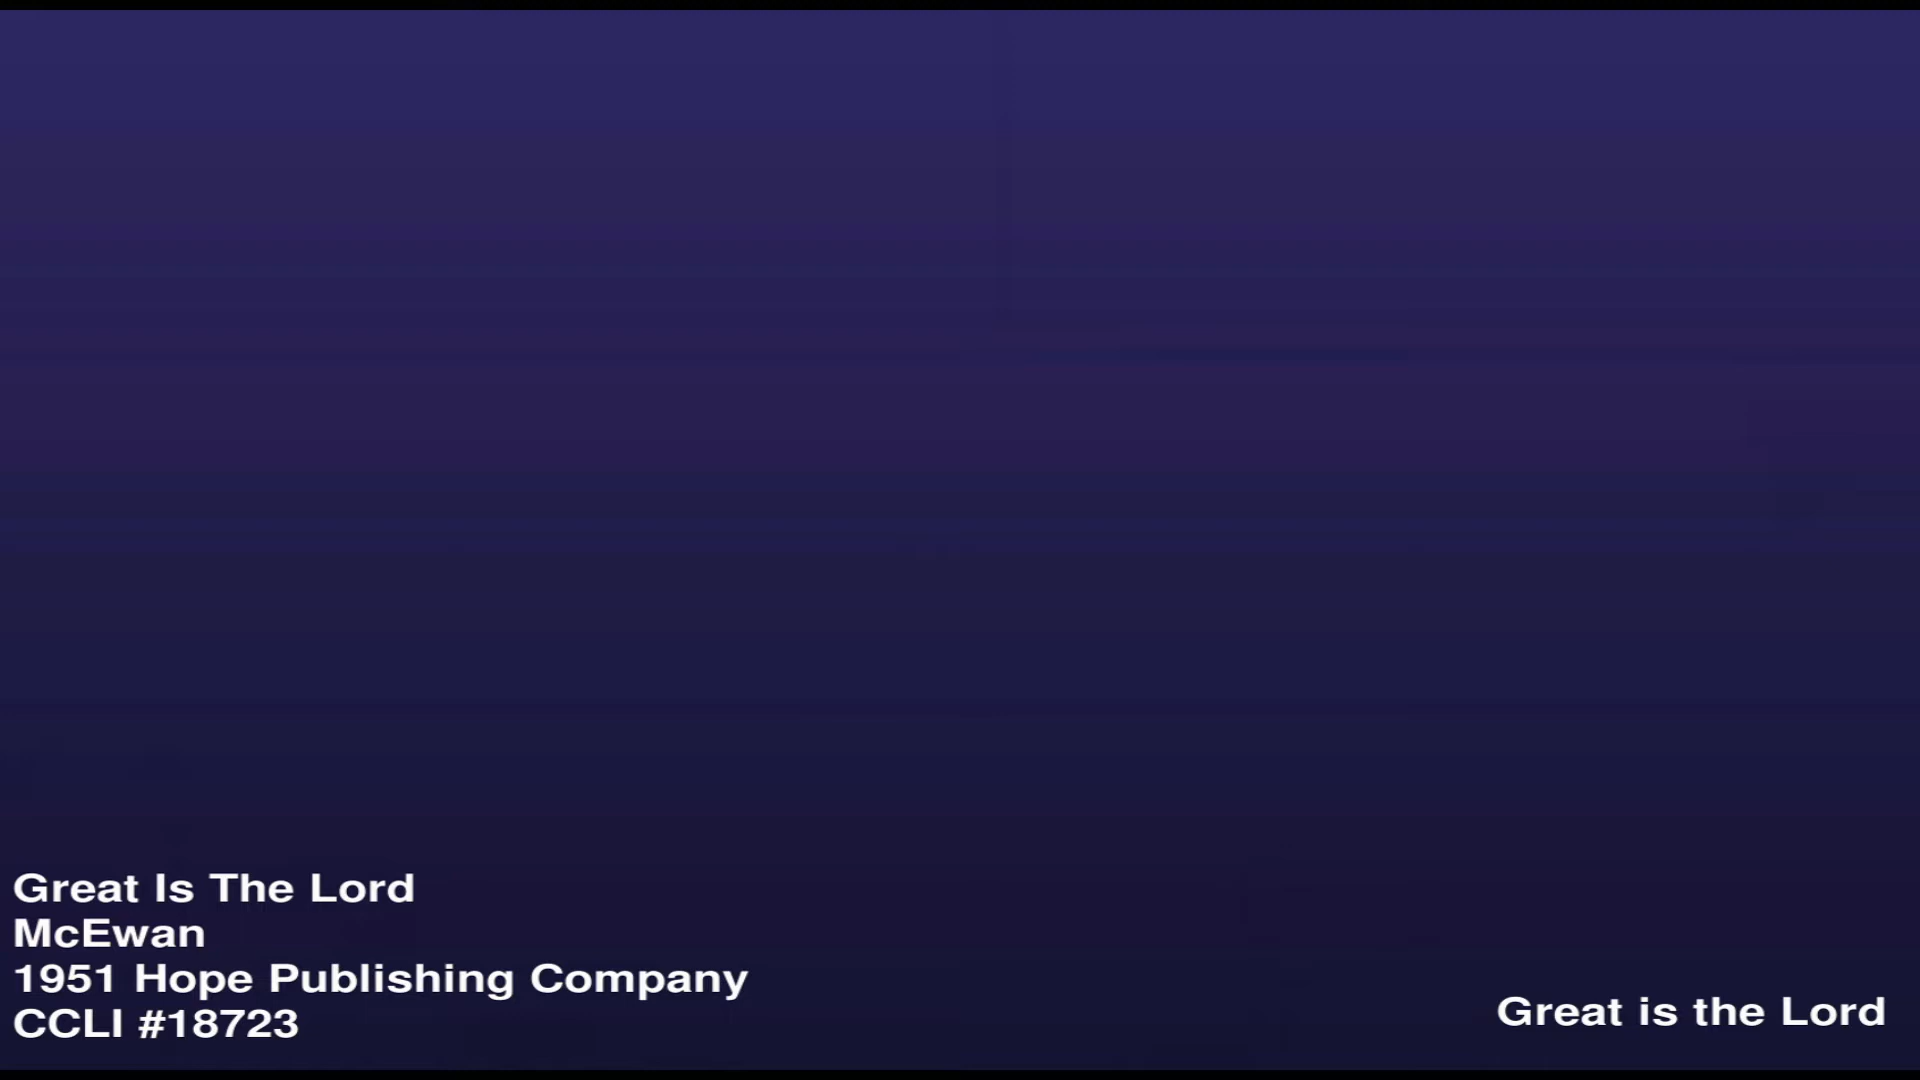 Great Is The Lord
McEwan
1951 Hope Publishing Company
CCLI #18723
Great is the Lord